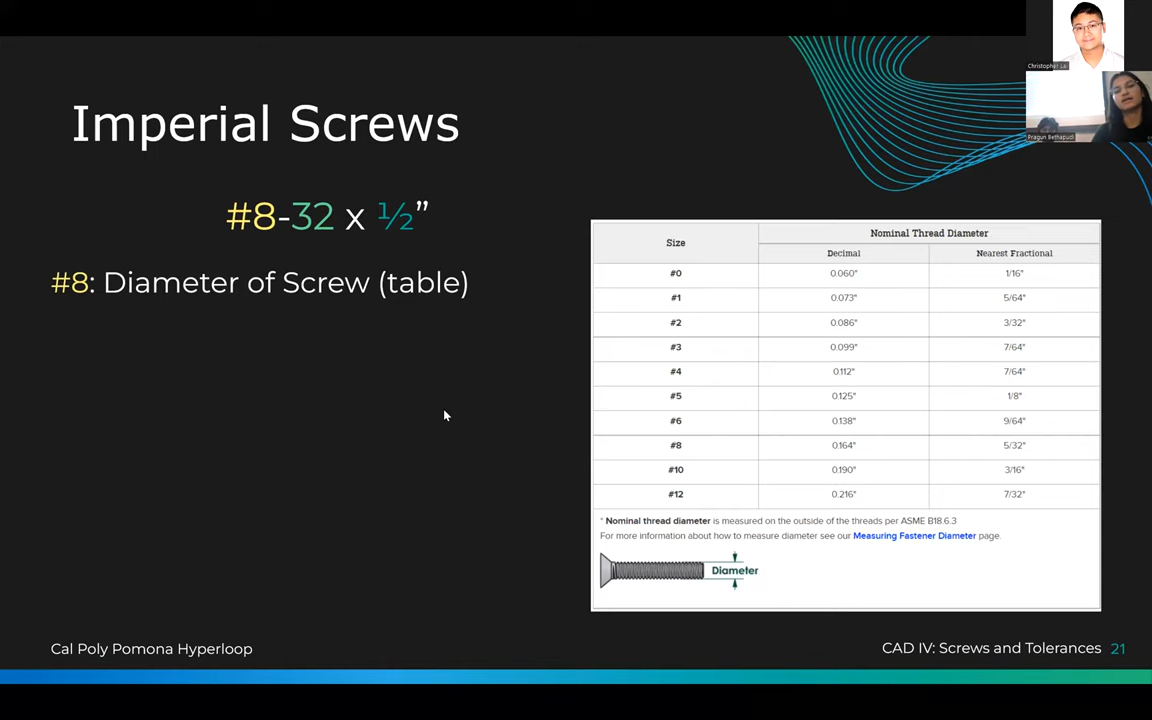 Imperial Screws
#8-32 x ½”
#8: Diameter of Screw (table)
Size Nominal Thread Diameter
Decimal Nearest Fractional
#0 0.060" 1/16"
#1 0.073" 5/64"
#2 0.086" 3/32"
#3 0.099" 7/64"
#4 0.112" 7/64"
#5 0.125" 1/8"
#6 0.138" 9/64"
#8 0.164" 5/32"
#10 0.190" 3/16"
#12 0.216" 7/32"
* Nominal thread diameter is measured on the outside of the threads per ASME B18.6.3
For more information about how to measure diameter see our Measuring Fastener Diameter page.
Diameter
Cal Poly Pomona Hyperloop
CAD IV: Screws and Tolerances 21
Christopher La
Pragun Bethapudi